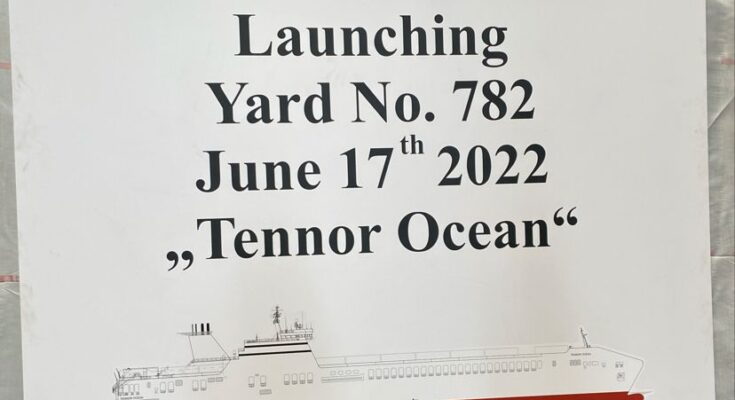 Launching
Yard No. 782
June 17th 2022
„Tennor Ocean“